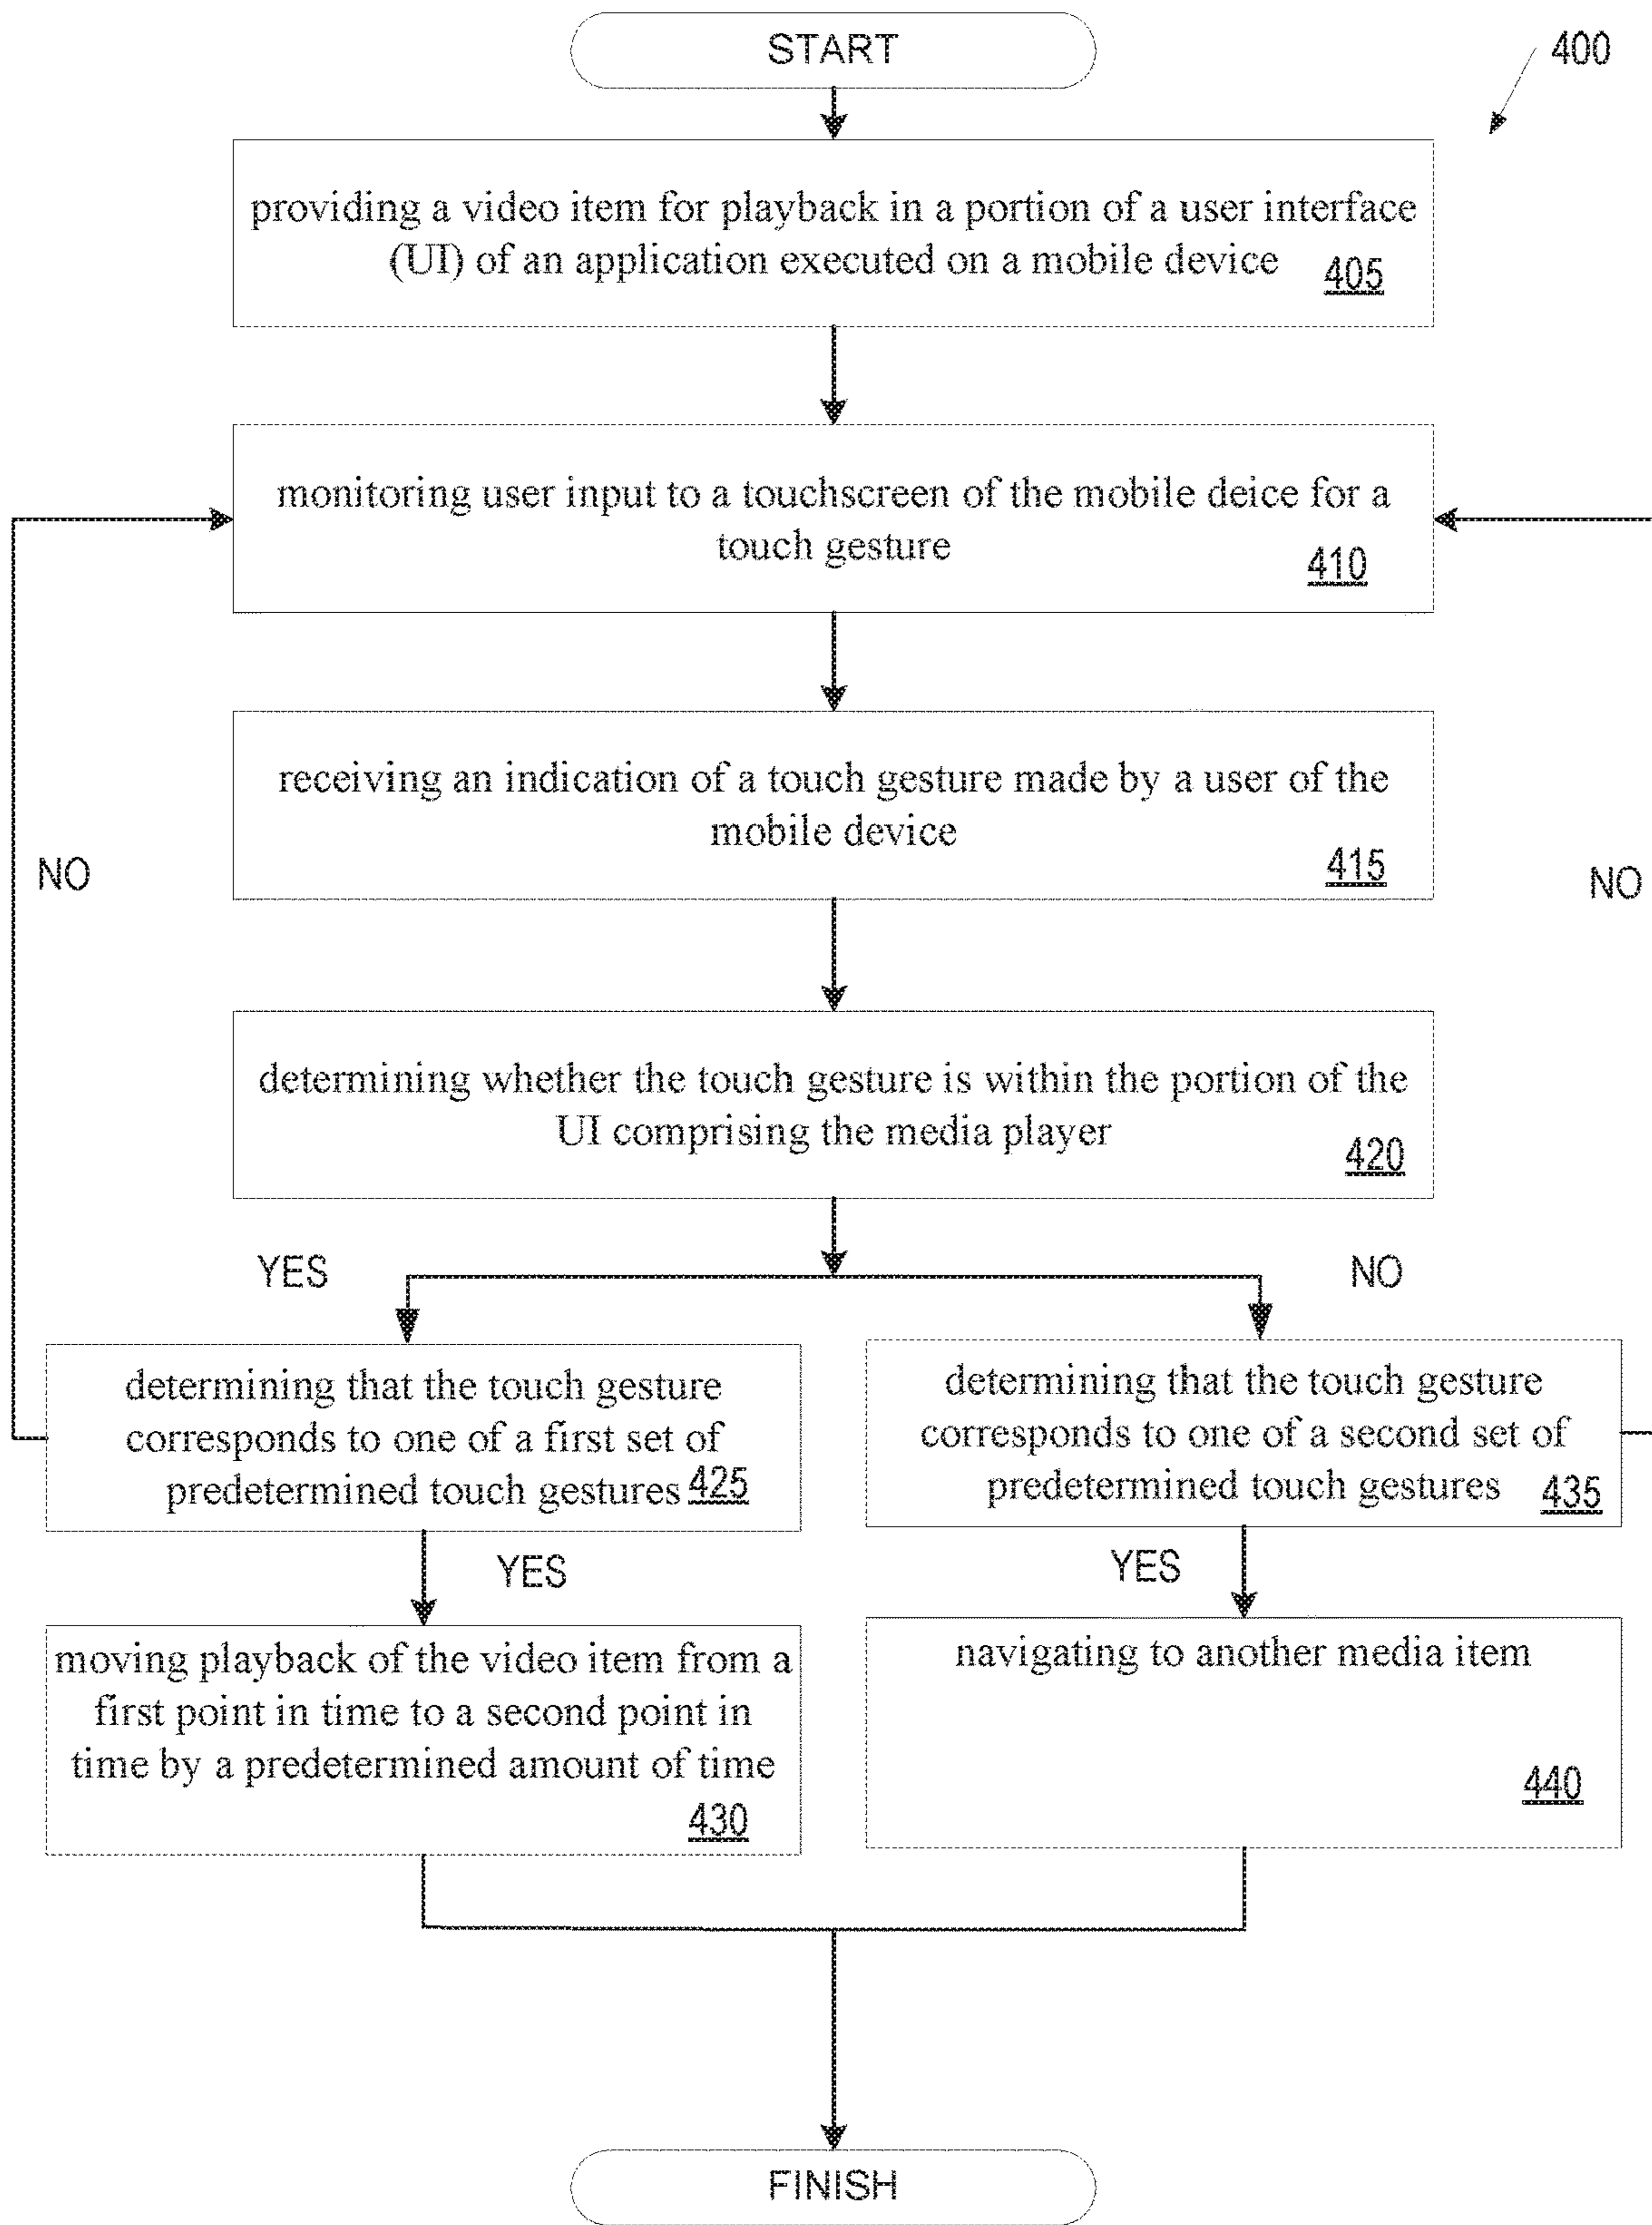 START
400
providing a video item for playback in a portion of a user interface
(UI) of an application executed on a mobile device
405
monitoring user input to a touchscreen of the mobile deice for a
touch gesture
410
receiving an indication of a touch gesture made by a user of the
mobile device
415
NO
NO
determining whether the touch gesture is within the portion of the
UI comprising the media player
420
YES
NO
determining that the touch gesture
corresponds to one of a first set of
predetermined touch gestures 425
determining that the touch gesture
corresponds to one of a second set of
predetermined touch gestures 435
YES
YES
moving playback of the video item from a
first point in time to a second point in
time by a predetermined amount of time
430
navigating to another media item
440
FINISH